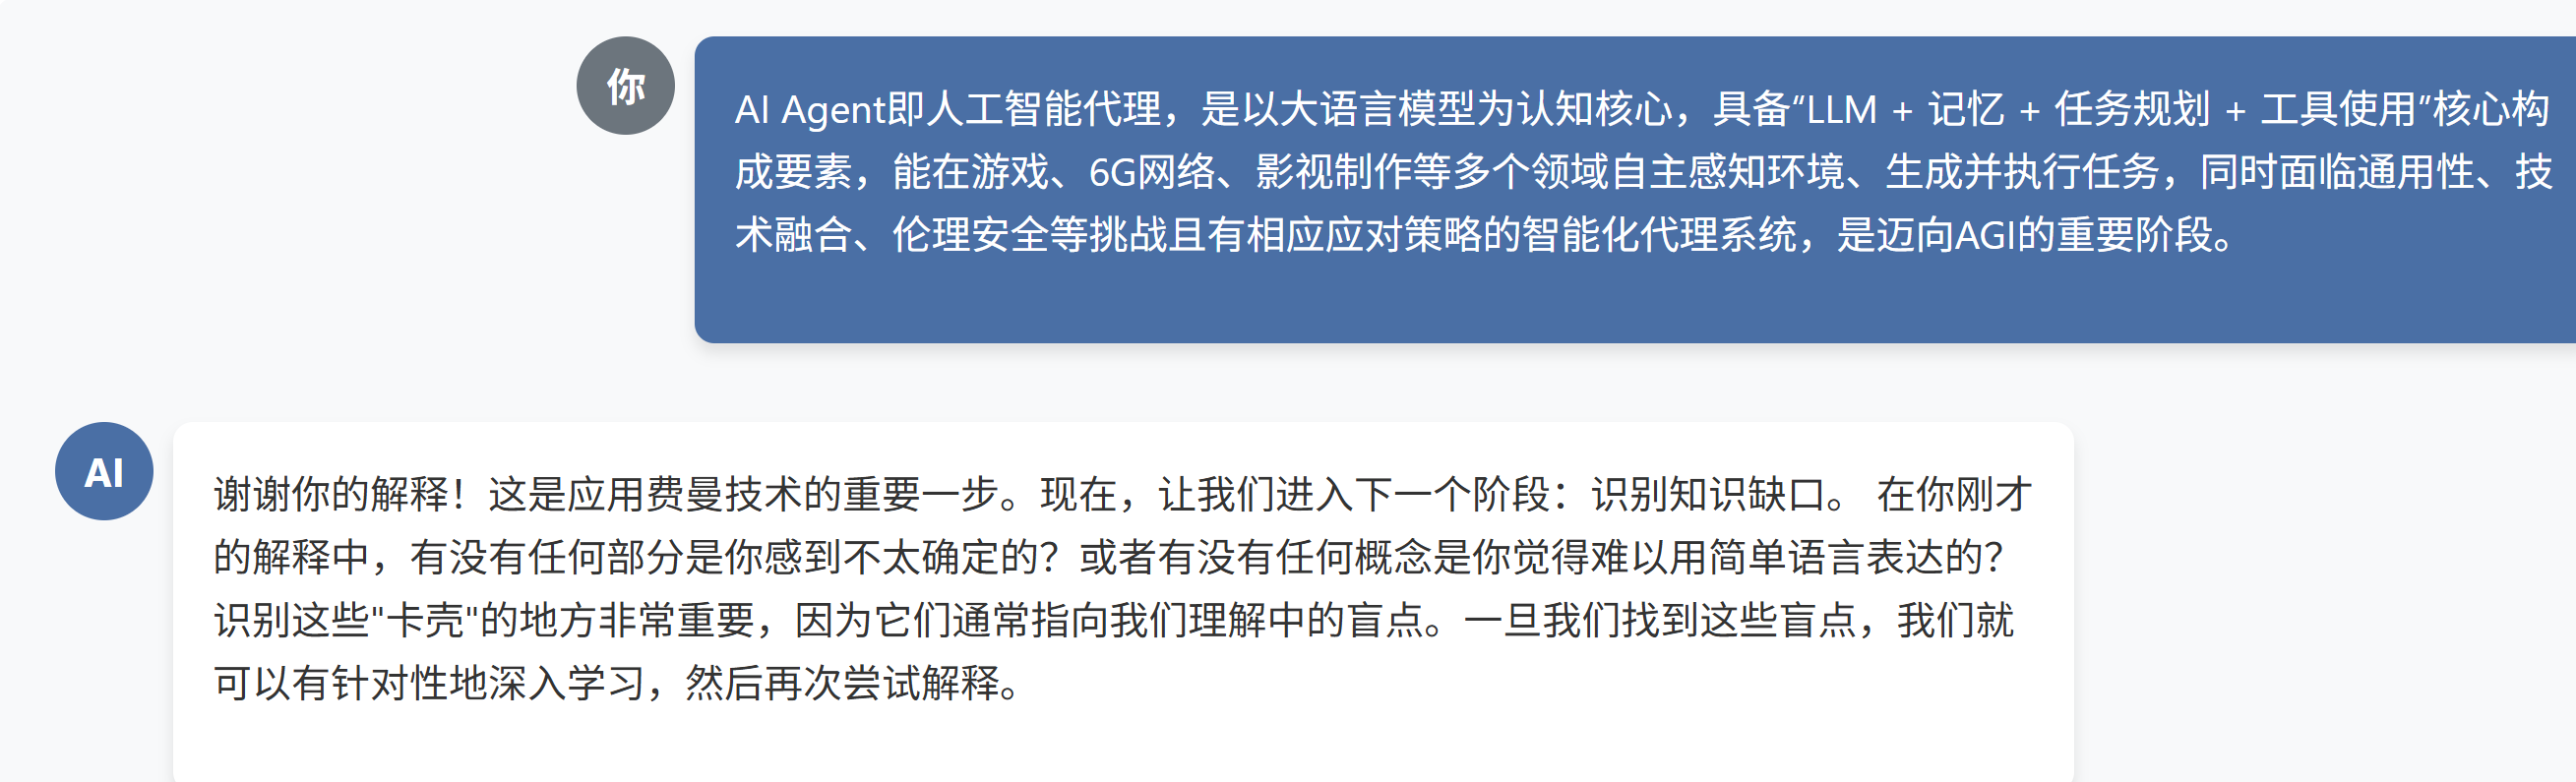 你
AI Agent即人工智能代理，是以大语言模型为认知核心，具备“LLM + 记忆 + 任务规划 + 工具使用”核心构
成要素，能在游戏、6G网络、影视制作等多个领域自主感知环境、生成并执行任务，同时面临通用性、技
术融合、伦理安全等挑战且有相应应对策略的智能化代理系统，是迈向AGI的重要阶段。
AI
谢谢你的解释！这是应用费曼技术的重要一步。现在，让我们进入下一个阶段：识别知识缺口。 在你刚才
的解释中，有没有任何部分是你感到不太确定的？或者有没有任何概念是你觉得难以用简单语言表达的？
识别这些"卡壳"的地方非常重要，因为它们通常指向我们理解中的盲点。一旦我们找到这些盲点，我们就
可以有针对性地深入学习，然后再次尝试解释。